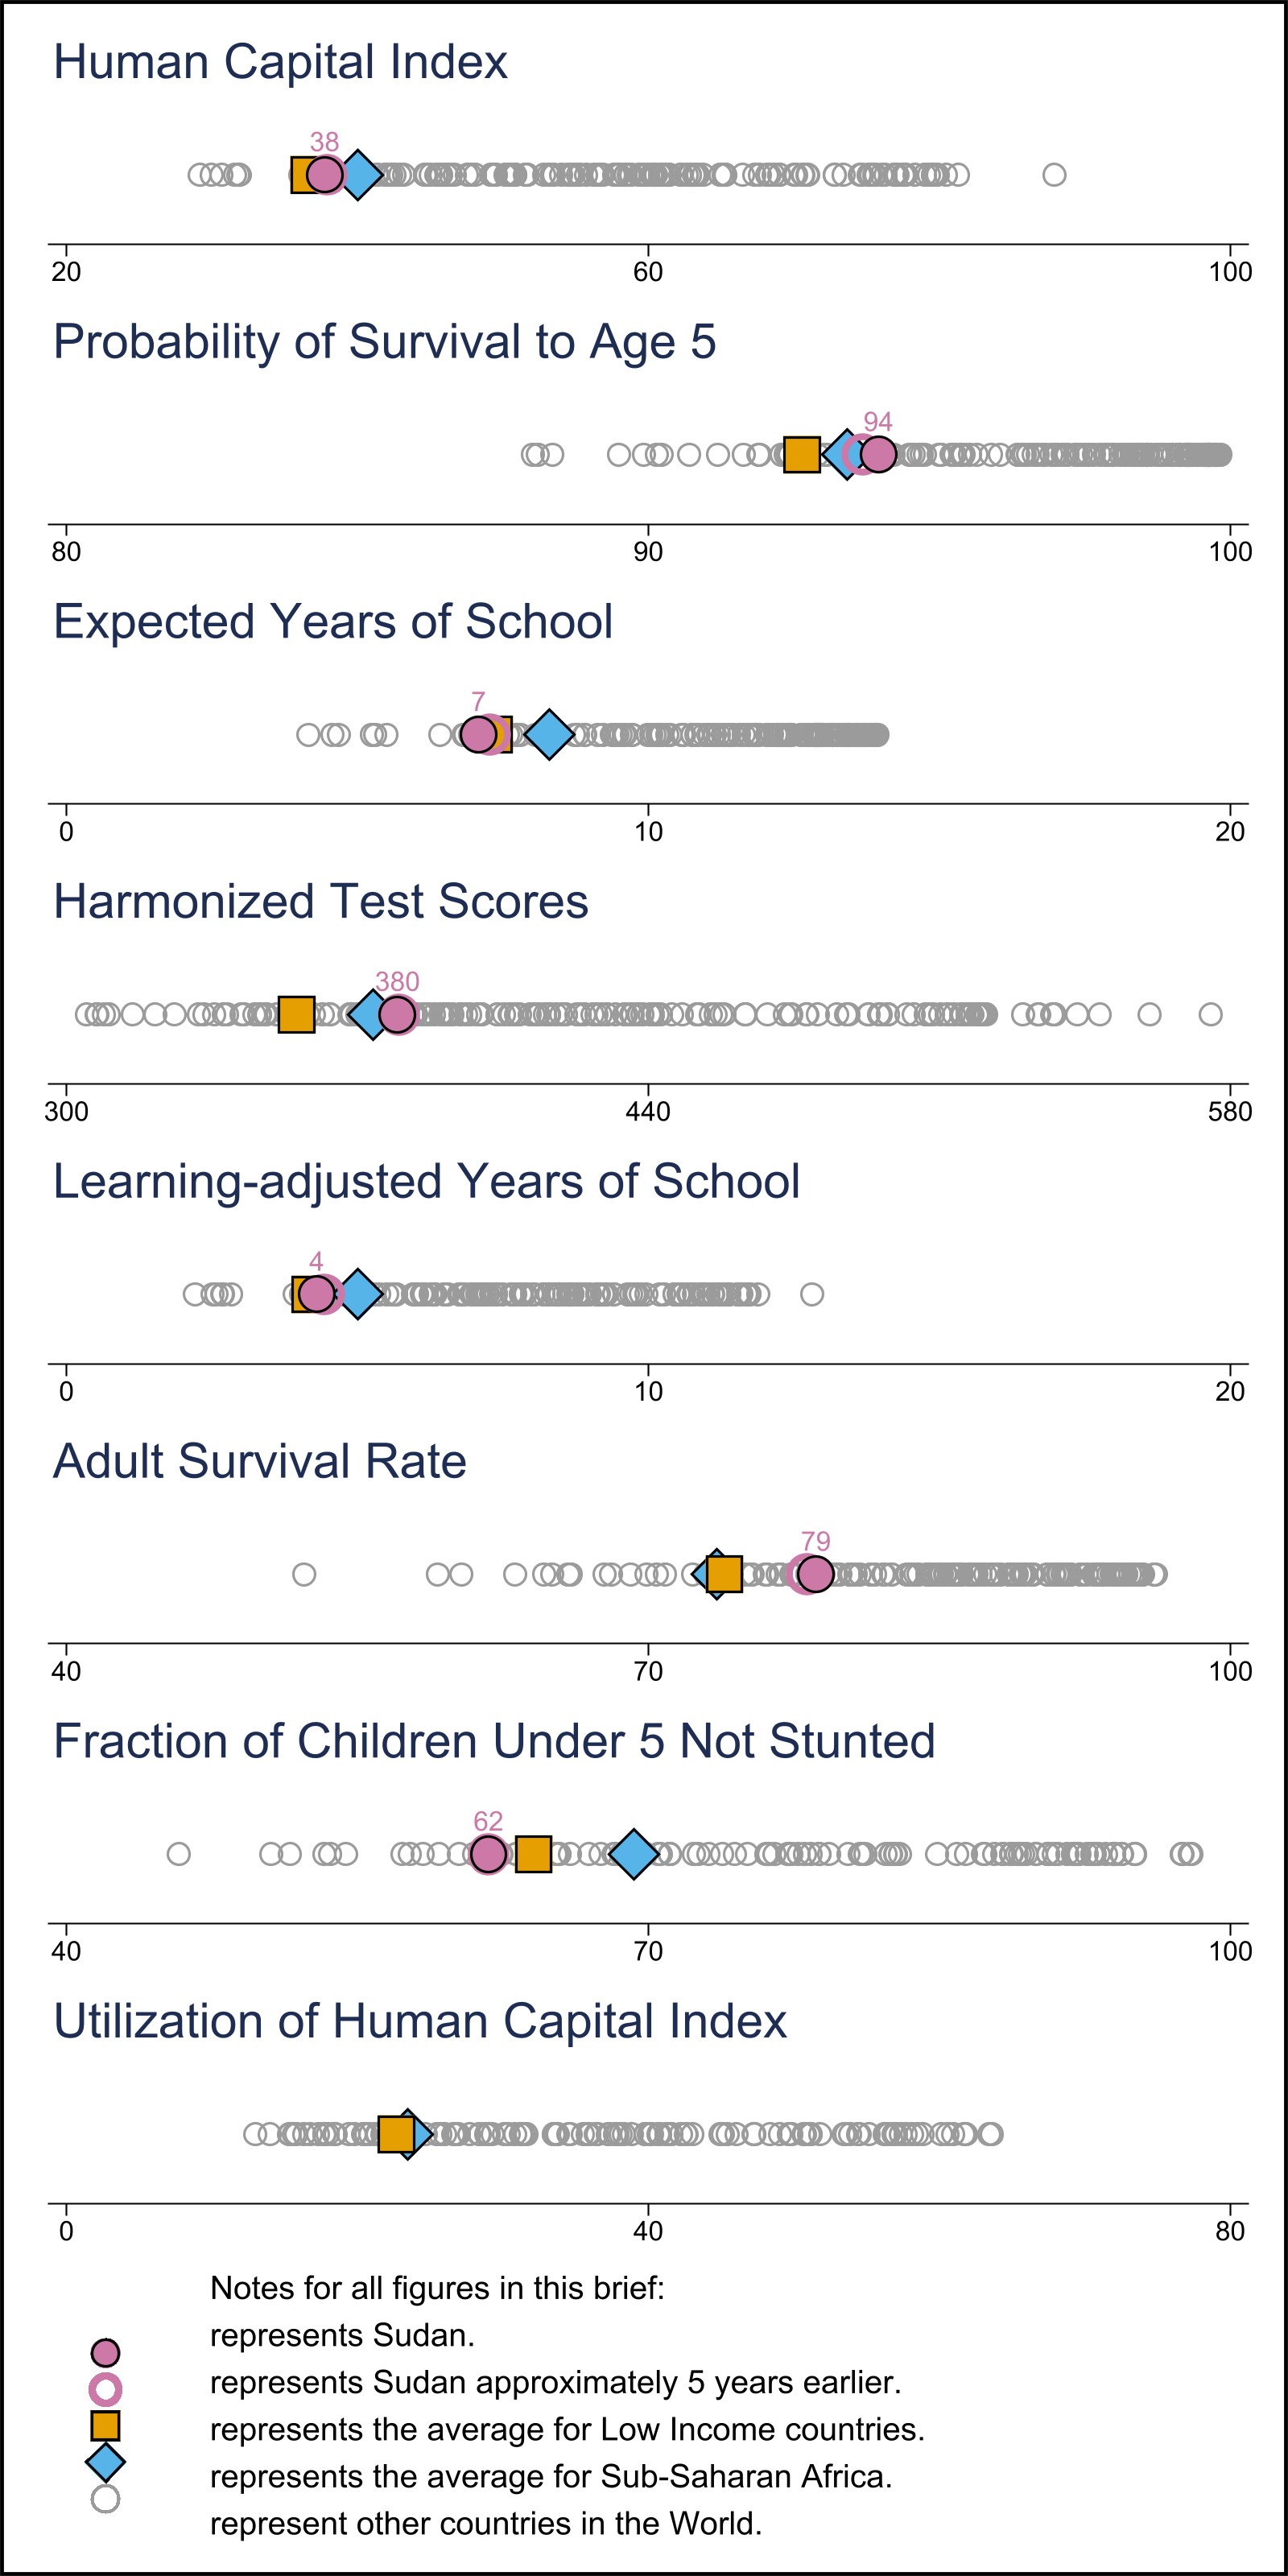 Human Capital Index
38
20 60 100
Probability of Survival to Age 5
94
80 90 100
Expected Years of School
7
0 10 20
Harmonized Test Scores
380
300 440 580
Learning-adjusted Years of School
4
0 10 20
Adult Survival Rate
79
40 70 100
Fraction of Children Under 5 Not Stunted
62
40 70 100
Utilization of Human Capital Index
0 40 80
Notes for all figures in this brief:
represents Sudan.
represents Sudan approximately 5 years earlier.
represents the average for Low Income countries.
represents the average for Sub-Saharan Africa.
represent other countries in the World.